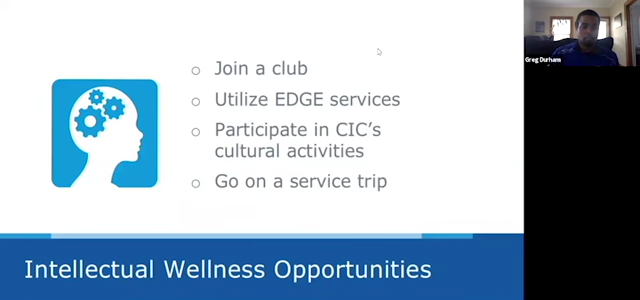 Join a club
Utilize EDGE services
Participate in CIC's
cultural activities
Go on a service trip
Intellectual Wellness Opportunities
Greg Durham